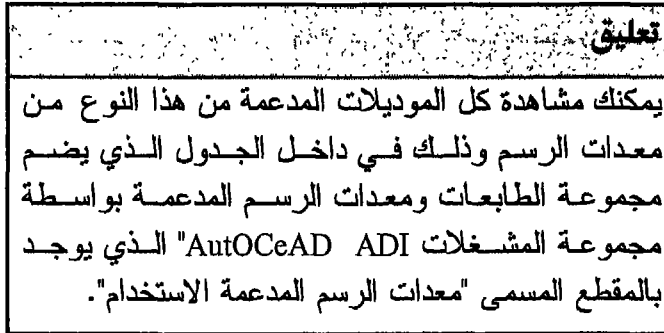 تعليق
يمكنك مشاهدة كل الموديلات المدعمة من هذا النوع من
معدات الرسم وذلك في داخل الجدول الذي يضم
مجموعة الطابعات ومعدات الرسم المدعمة بواسطة
مجموعة المشغلات AutOCeAD ADI" الذي يوجد
بالمقطع المسمى "معدات الرسم المدعمة الاستخدام".